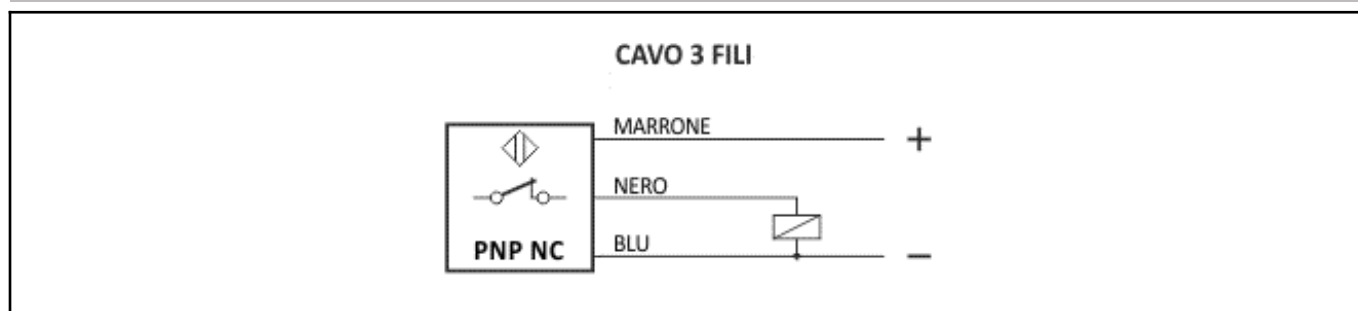 CAVO 3 FILI
MARRONE
+
NERO
BLU
PNP NC
−